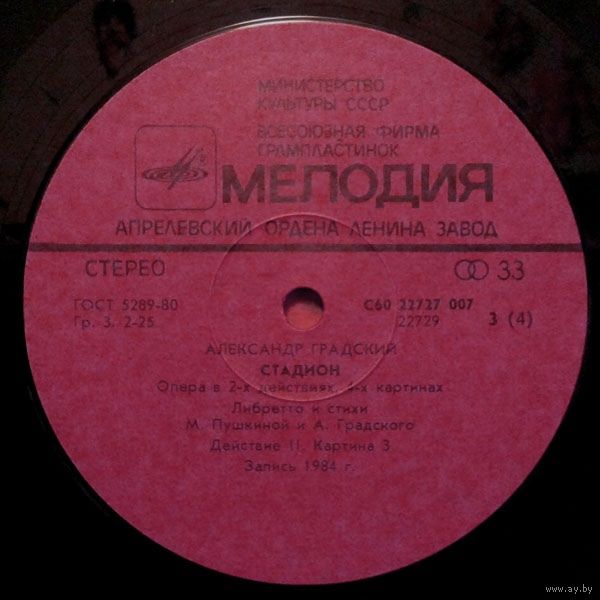 МИНИСТЕРСТВО
КУЛЬТУРЫ СССР
ВСЕСОЮЗНАЯ ФИРМА
ГРАМПЛАСТИНОК
МЕЛОДИЯ
АПРЕЛЕВСКИЙ ОРДЕНА ЛЕНИНА ЗАВОД
СТЕРЕО 33
ГОСТ 5289-80 С60 22727 007
Гр. 3. 2-25 22729 3 (4)
АЛЕКСАНДР ГРАДСКИЙ
СТАДИОН
Опера в 2-х действиях, 4-х картинах
Либретто и стихи
М. Пушкиной и А. Градского
Действие II. Картина 3
Запись 1984 г.
www.ay.by